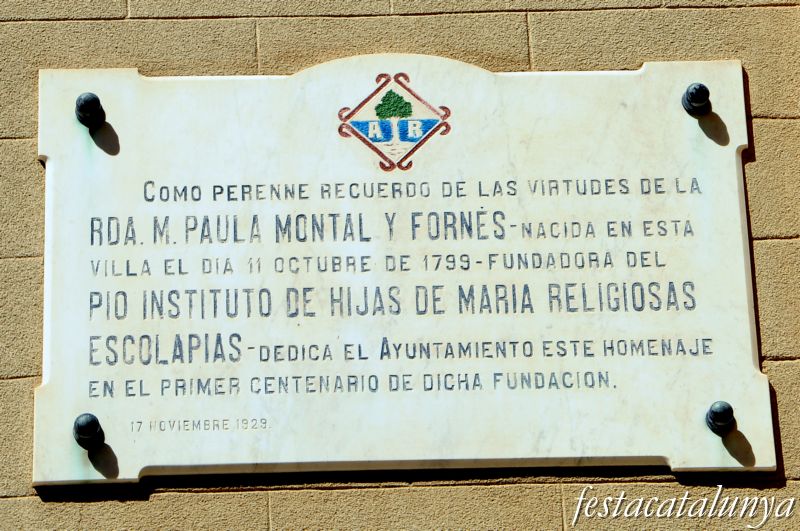 A R
COMO PERENNE RECUERDO DE LAS VIRTUDES DE LA
RDA. M. PAULA MONTAL Y FORNÉS-NACIDA EN ESTA
VILLA EL DIA 11 OCTUBRE DE 1799-FUNDADORA DEL
PIO INSTITUTO DE HIJAS DE MARIA RELIGIOSAS
ESCOLAPIAS-DEDICA EL AYUNTAMIENTO ESTE HOMENAJE
EN EL PRIMER CENTENARIO DE DICHA FUNDACION.
17 NOVIEMBRE 1929.
festacatalunya